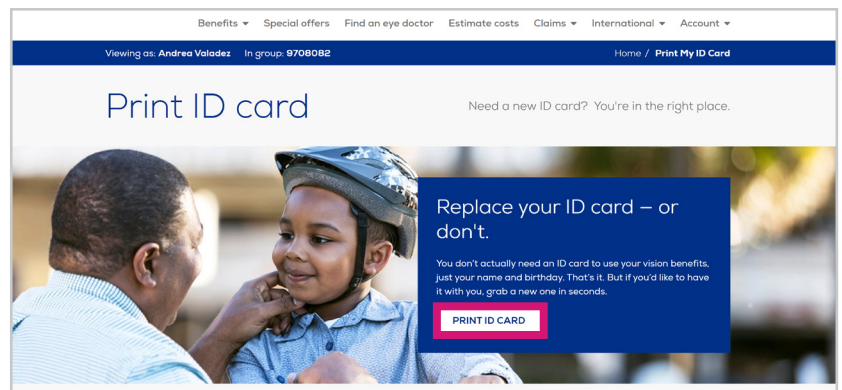 Benefits ▾ Special offers Find an eye doctor Estimate costs Claims ▾ International ▾ Account ▾
Viewing as: Andrea Valadez In group: 9708082 Home / Print My ID Card
Print ID card
Need a new ID card? You're in the right place.
Replace your ID card — or
don't.
You don't actually need an ID card to use your vision benefits,
just your name and birthday. That's it. But if you'd like to have
it with you, grab a new one in seconds.
PRINT ID CARD